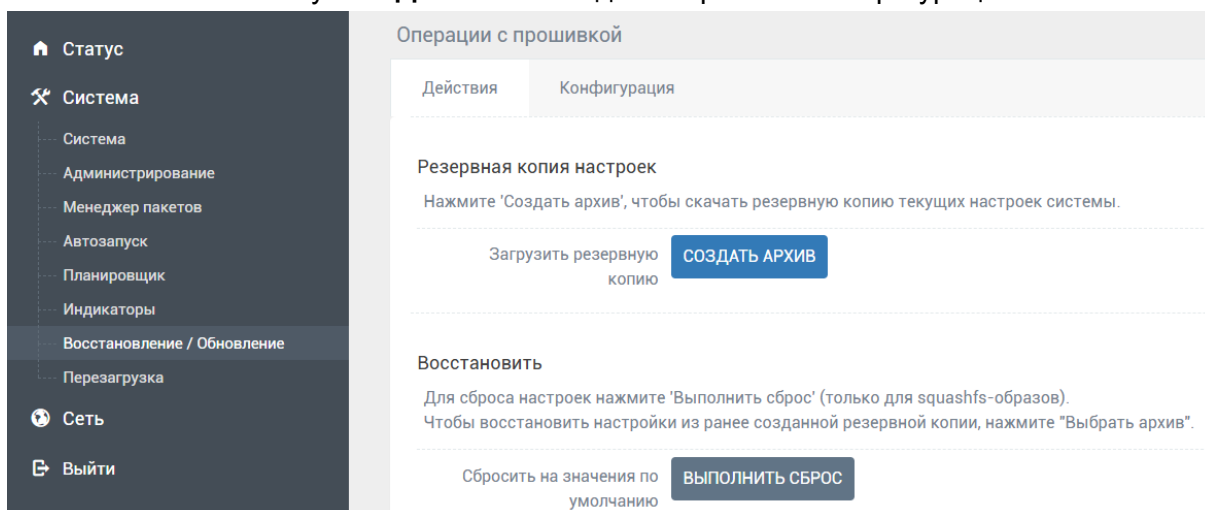 Статус
Система
Система
Администрирование
Менеджер пакетов
Автозапуск
Планировщик
Индикаторы
Восстановление / Обновление
Перезагрузка
Сеть
Выйти
Операции с прошивкой
Действия Конфигурация
Резервная копия настроек
Нажмите 'Создать архив', чтобы скачать резервную копию текущих настроек системы.
Загрузить резервную СОЗДАТЬ АРХИВ
копию
Восстановить
Для сброса настроек нажмите 'Выполнить сброс' (только для squashfs-образов).
Чтобы восстановить настройки из ранее созданной резервной копии, нажмите "Выбрать архив".
Сбросить на значения по ВЫПОЛНИТЬ СБРОС
умолчанию